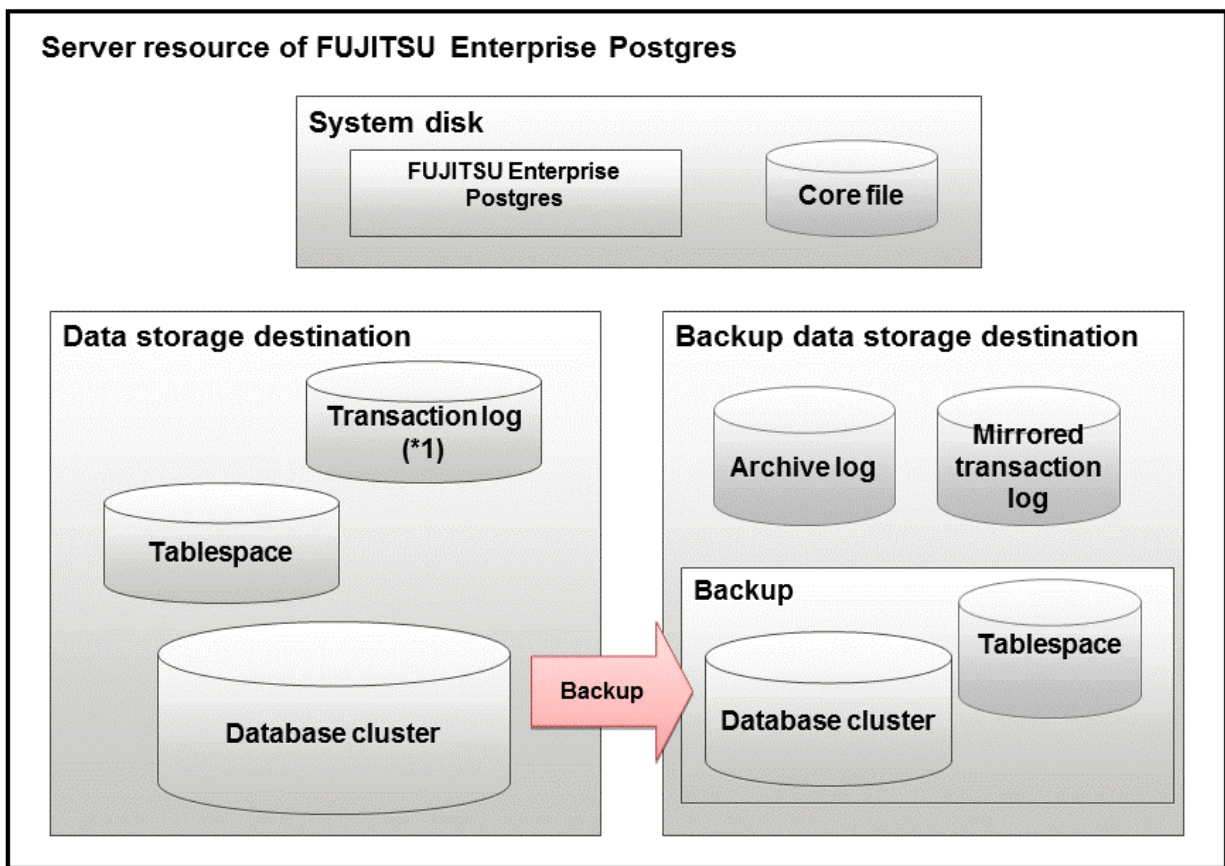 Server resource of FUJITSU Enterprise Postgres
System disk
FUJITSU Enterprise
Postgres
Core file
Data storage destination
Transaction log
(*1)
Tablespace
Database cluster
Backup
Backup data storage destination
Archive log
Mirrored
transaction
log
Backup
Tablespace
Database cluster